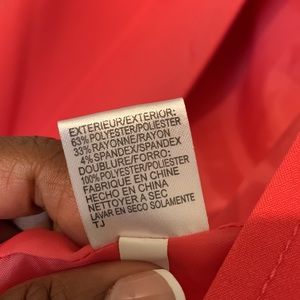 EXTERIEUR/EXTERIOR:
63% POLYESTER/POLIESTER
33% RAYONNE/RAYON
4% SPANDEX/SPANDEX
DOUBLURE/FORRO:
100% POLYESTER/POLIESTER
FABRIQUE EN CHINE
HECHO EN CHINA
NETTOYER A SEC
LAVAR EN SECO SOLAMENTE
TJ